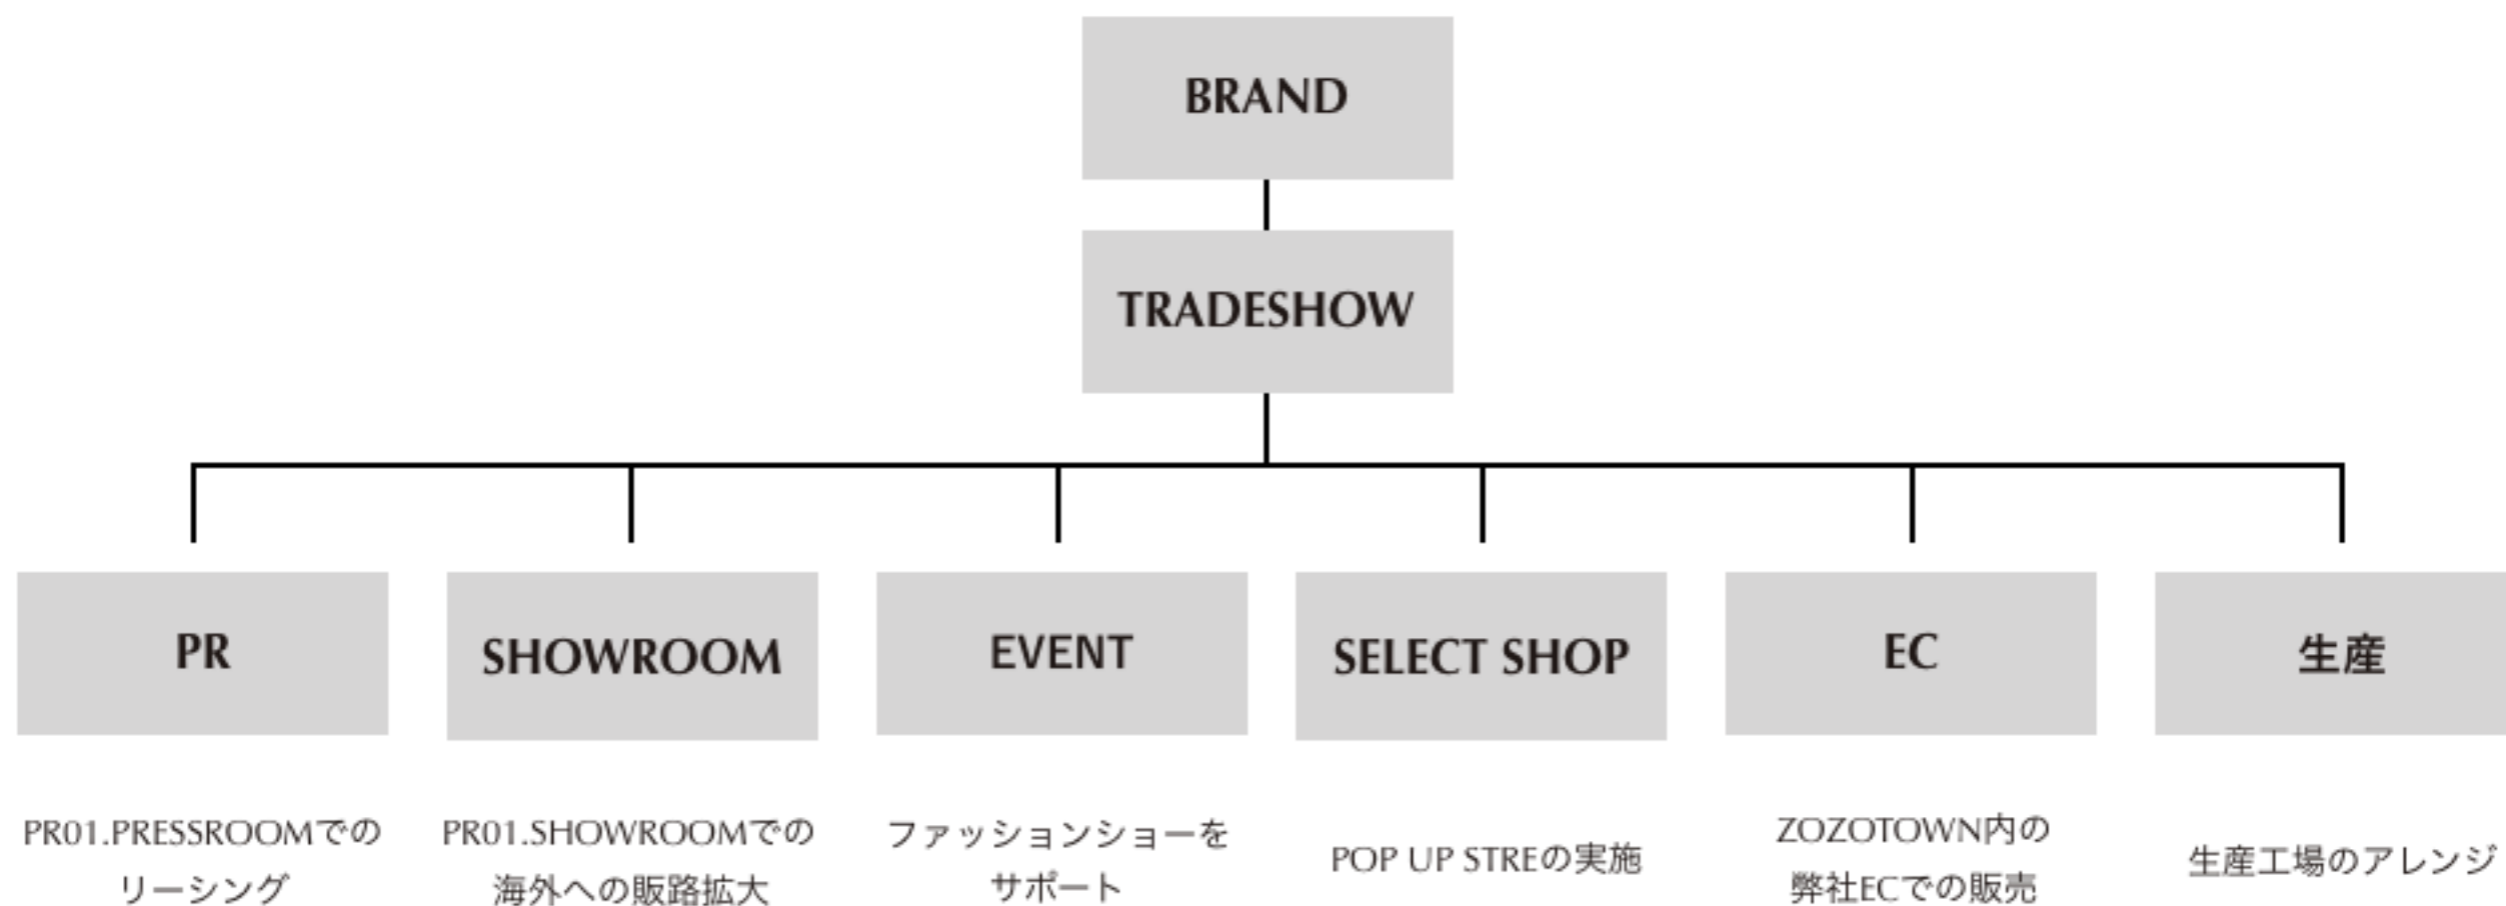 BRAND
TRADESHOW
PR
SHOWROOM
EVENT
SELECT SHOP
EC
生産
PR01.PRESSROOMでの
リーシング
PR01.SHOWROOMでの
海外への販路拡大
ファッションショーを
サポート
POP UP STREの実施
ZOZOTOWN内の
弊社ECでの販売
生産工場のアレンジ